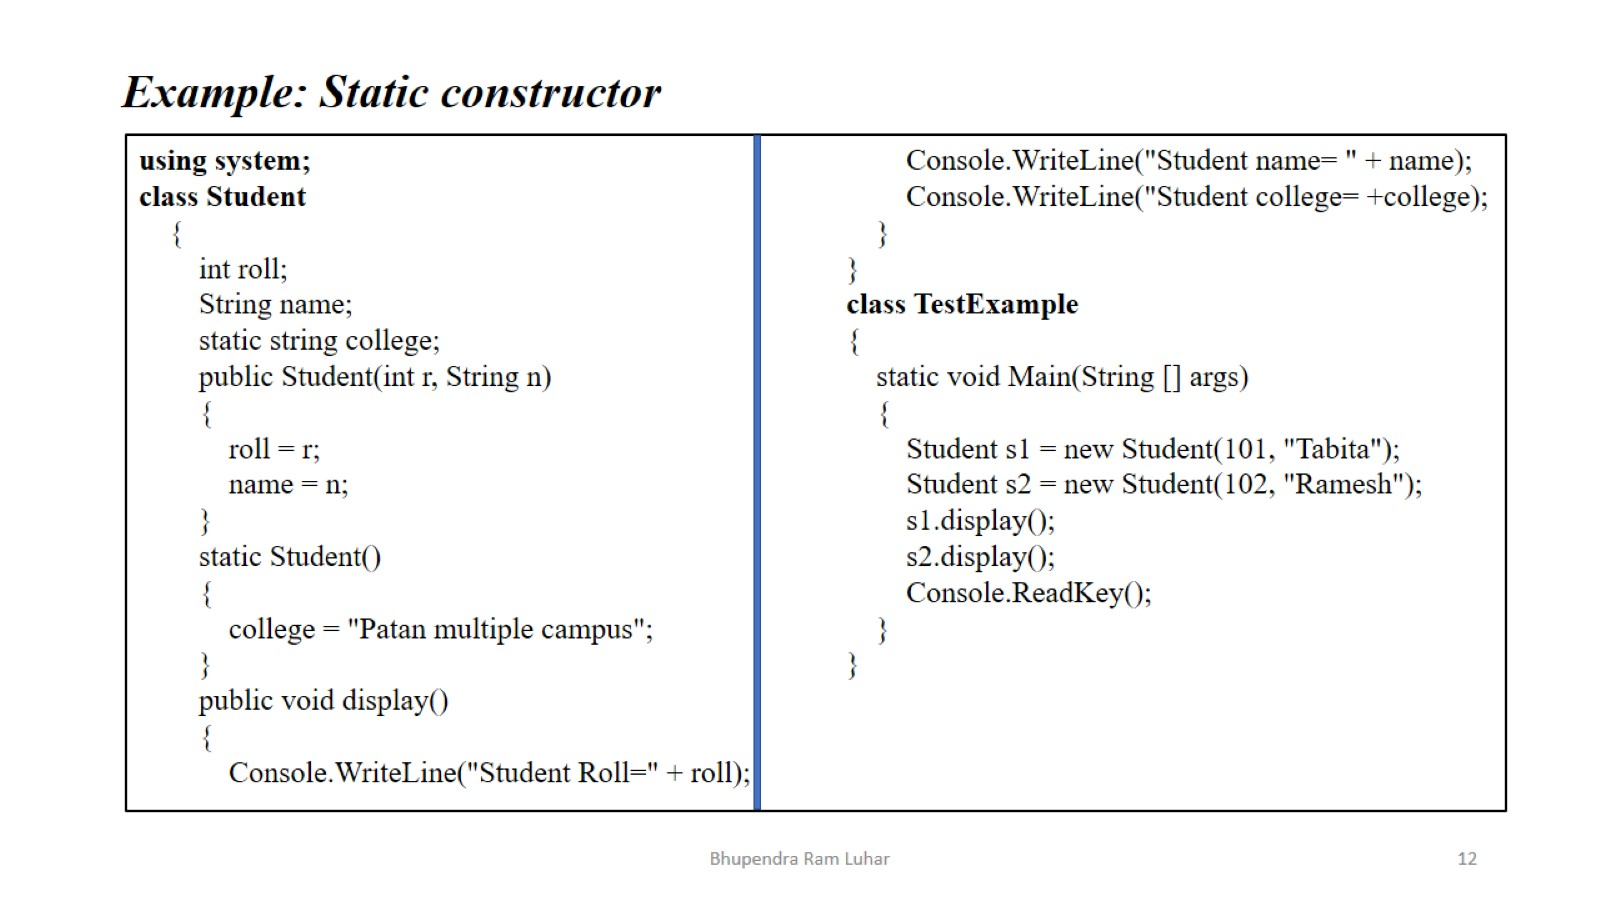 Example: Static constructor
using system;
class Student
{
int roll;
String name;
static string college;
public Student(int r, String n)
{
roll = r;
name = n;
}
static Student()
{
college = "Patan multiple campus";
}
public void display()
{
Console.WriteLine("Student Roll=" + roll);
Console.WriteLine("Student name= " + name);
Console.WriteLine("Student college= +college);
}
}
class TestExample
{
static void Main(String [] args)
{
Student s1 = new Student(101, "Tabita");
Student s2 = new Student(102, "Ramesh");
s1.display();
s2.display();
Console.ReadKey();
}
}
Bhupendra Ram Luhar
12